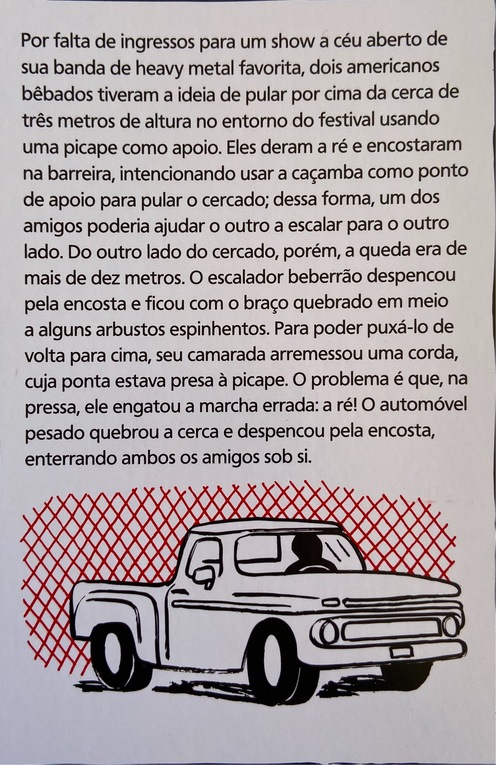 Por falta de ingressos para um show a céu aberto de
sua banda de heavy metal favorita, dois americanos
bêbados tiveram a ideia de pular por cima da cerca de
três metros de altura no entorno do festival usando
uma picape como apoio. Eles deram a ré e encostaram
na barreira, intencionando usar a caçamba como ponto
de apoio para pular o cercado; dessa forma, um dos
amigos poderia ajudar o outro a escalar para o outro
lado. Do outro lado do cercado, porém, a queda era de
mais de dez metros. O escalador beberrão despencou
pela encosta e ficou com o braço quebrado em meio
a alguns arbustos espinhentos. Para poder puxá-lo de
volta para cima, seu camarada arremessou uma corda,
cuja ponta estava presa à picape. O problema é que, na
pressa, ele engatou a marcha errada: a ré! O automóvel
pesado quebrou a cerca e despencou pela encosta,
enterrando ambos os amigos sob si.